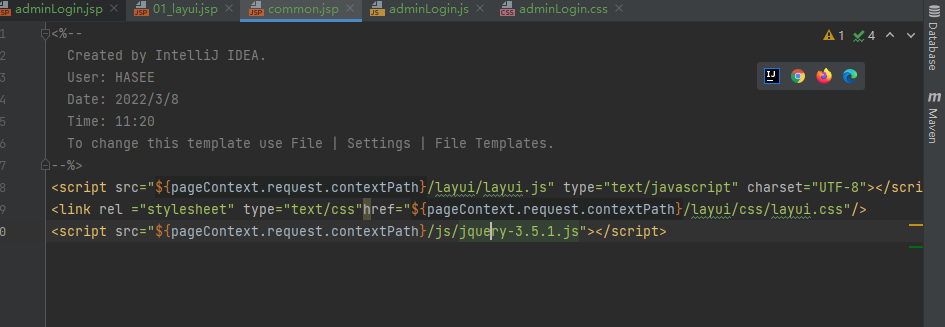 adminLogin.jsp 01_layui.jsp common.jsp adminLogin.js adminLogin.css
1 <%--
2 Created by IntelliJ IDEA.
3 User: HASEE
4 Date: 2022/3/8
5 Time: 11:20
6 To change this template use File | Settings | File Templates.
7 --%>
8 <script src="${pageContext.request.contextPath}/layui/layui.js" type="text/javascript" charset="UTF-8"></scri
9 <link rel ="stylesheet" type="text/css"href="${pageContext.request.contextPath}/layui/css/layui.css"/>
0 <script src="${pageContext.request.contextPath}/js/jquery-3.5.1.js"></script>
1 4
Database
m Maven